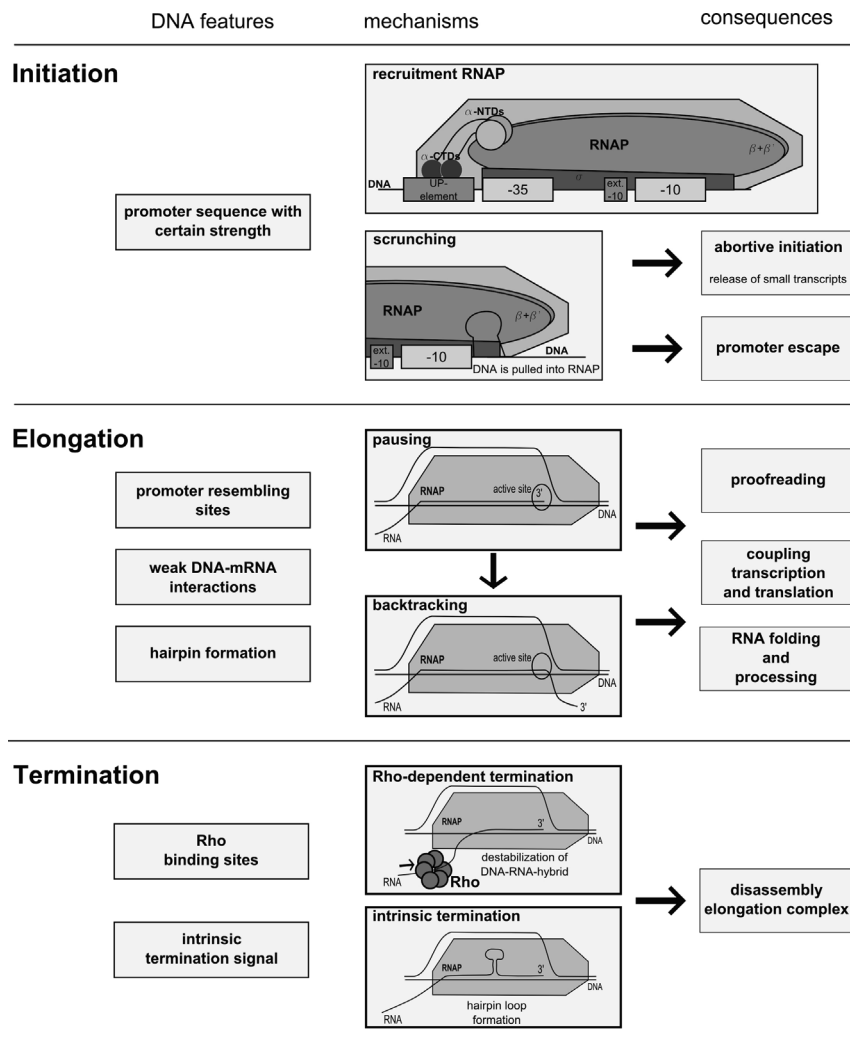 DNA features
mechanisms
consequences
Initiation
recruitment RNAP
α-NTDs
RNAP
β+β'
α-CTDs
σ
DNA
UP-
element
-35
ext.
-10
-10
promoter sequence with
certain strength
scrunching
RNAP
β+β'
ext.
-10
-10
DNA
DNA is pulled into RNAP
abortive initiation
release of small transcripts
promoter escape
Elongation
promoter resembling
sites
weak DNA-mRNA
interactions
hairpin formation
pausing
RNAP
active site
3'
DNA
RNA
backtracking
RNAP
active site
DNA
RNA
3'
proofreading
coupling
transcription
and translation
RNA folding
and
processing
Termination
Rho
binding sites
intrinsic
termination signal
Rho-dependent termination
RNAP
3'
DNA
destabilization of
DNA-RNA-hybrid
RNA
Rho
intrinsic termination
RNAP
3'
DNA
hairpin loop
formation
RNA
disassembly
elongation complex